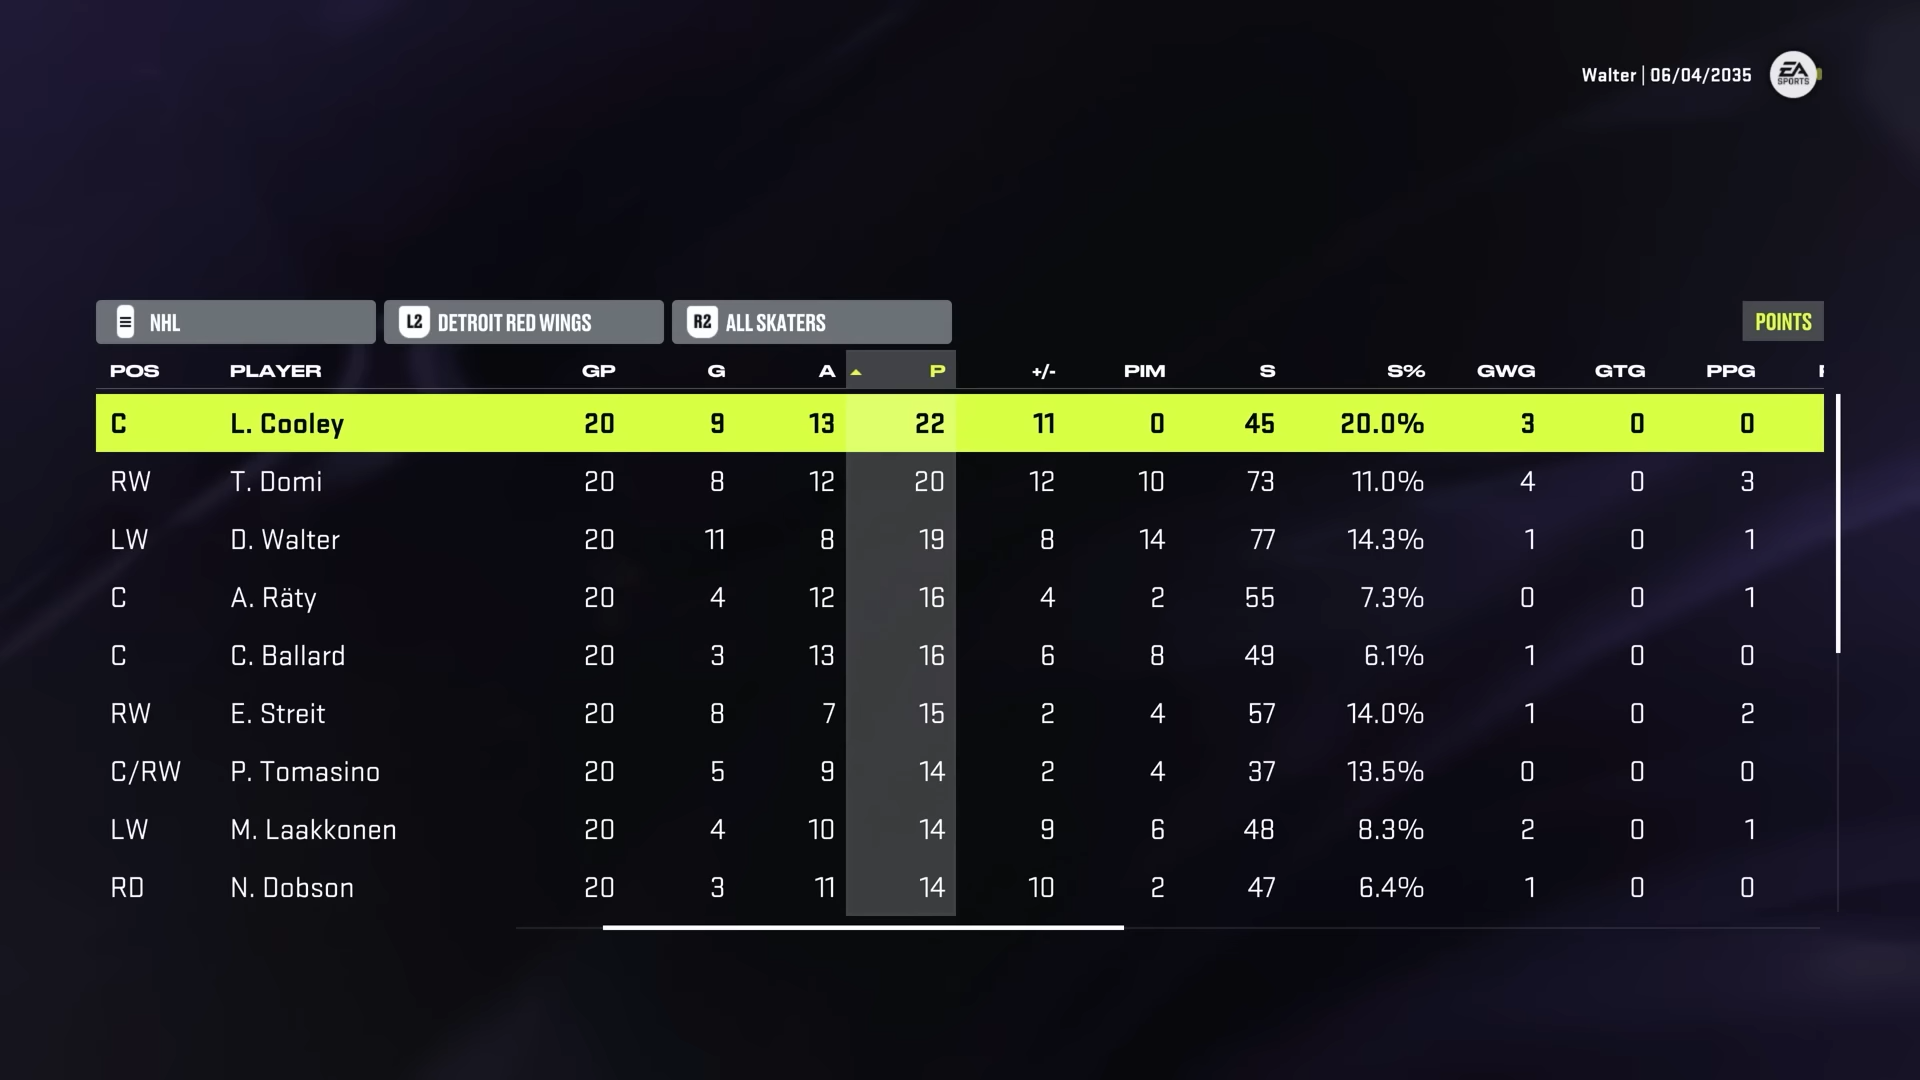 Walter | 06/04/2035
EA SPORTS
NHL L2 DETROIT RED WINGS R2 ALL SKATERS POINTS
POS PLAYER GP G A P +/- PIM S S% GWG GTG PPG
C L. Cooley 20 9 13 22 11 0 45 20.0% 3 0 0
RW T. Domi 20 8 12 20 12 10 73 11.0% 4 0 3
LW D. Walter 20 11 8 19 8 14 77 14.3% 1 0 1
C A. Räty 20 4 12 16 4 2 55 7.3% 0 0 1
C C. Ballard 20 3 13 16 6 8 49 6.1% 1 0 0
RW E. Streit 20 8 7 15 2 4 57 14.0% 1 0 2
C/RW P. Tomasino 20 5 9 14 2 4 37 13.5% 0 0 0
LW M. Laakkonen 20 4 10 14 9 6 48 8.3% 2 0 1
RD N. Dobson 20 3 11 14 10 2 47 6.4% 1 0 0